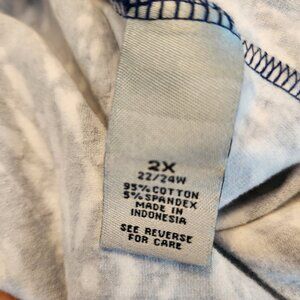 2X
22/24W
95% COTTON
5% SPANDEX
MADE IN
INDONESIA
SEE REVERSE
FOR CARE